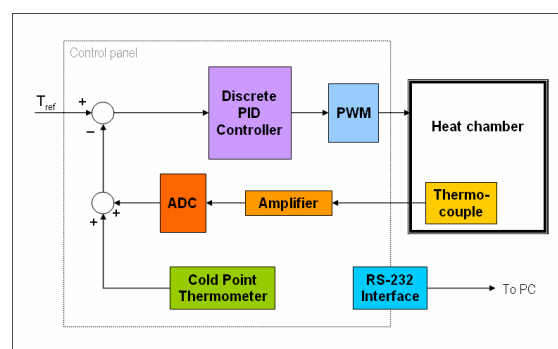 Control panel
T_ref
+
−
Discrete
PID
Controller
PWM
Heat chamber
+
+
ADC
Amplifier
Thermo-
couple
Cold Point
Thermometer
RS-232
Interface
To PC